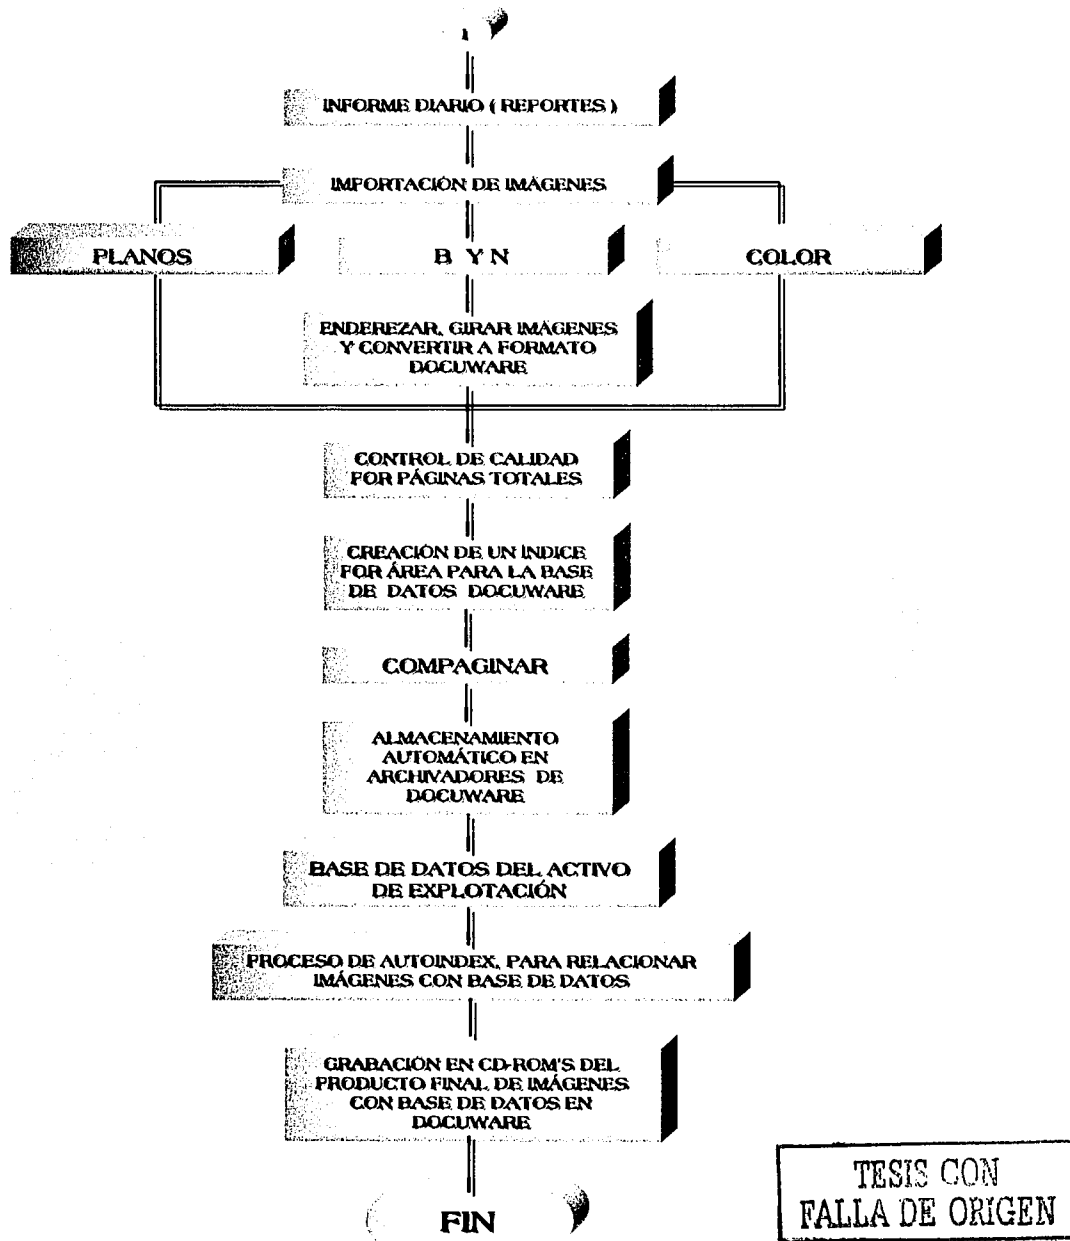 1
INFORME DIARIO ( REPORTES )
IMPORTACIÓN DE IMÁGENES
PLANOS
B Y N
COLOR
ENDEREZAR, GIRAR IMÁGENES
Y CONVERTIR A FORMATO
DOCUWARE
CONTROL DE CALIDAD
POR PÁGINAS TOTALES
CREACIÓN DE UN ÍNDICE
POR ÁREA PARA LA BASE
DE DATOS DOCUWARE
COMPAGINAR
ALMACENAMIENTO
AUTOMÁTICO EN
ARCHIVADORES DE
DOCUWARE
BASE DE DATOS DEL ACTIVO
DE EXPLOTACIÓN
PROCESO DE AUTOINDEX, PARA RELACIONAR
IMÁGENES CON BASE DE DATOS
GRABACIÓN EN CD-ROM'S DEL
PRODUCTO FINAL DE IMÁGENES
CON BASE DE DATOS EN
DOCUWARE
FIN
TESIS CON
FALLA DE ORIGEN